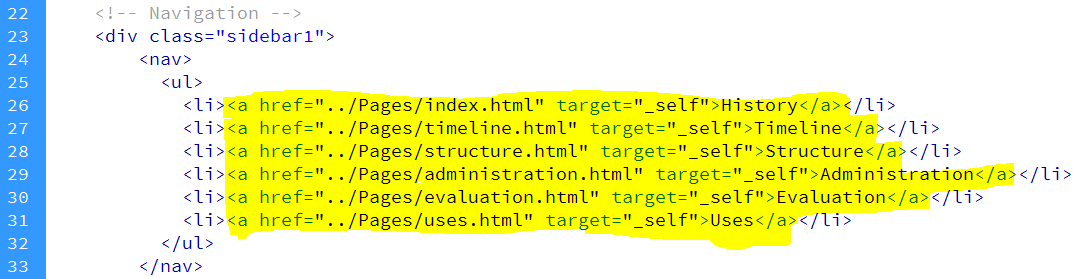 22 <!-- Navigation -->
23 <div class="sidebar1">
24 <nav>
25 <ul>
26 <li><a href="../Pages/index.html" target="_self">History</a></li>
27 <li><a href="../Pages/timeline.html" target="_self">Timeline</a></li>
28 <li><a href="../Pages/structure.html" target="_self">Structure</a></li>
29 <li><a href="../Pages/administration.html" target="_self">Administration</a></li>
30 <li><a href="../Pages/evaluation.html" target="_self">Evaluation</a></li>
31 <li><a href="../Pages/uses.html" target="_self">Uses</a></li>
32 </ul>
33 </nav>